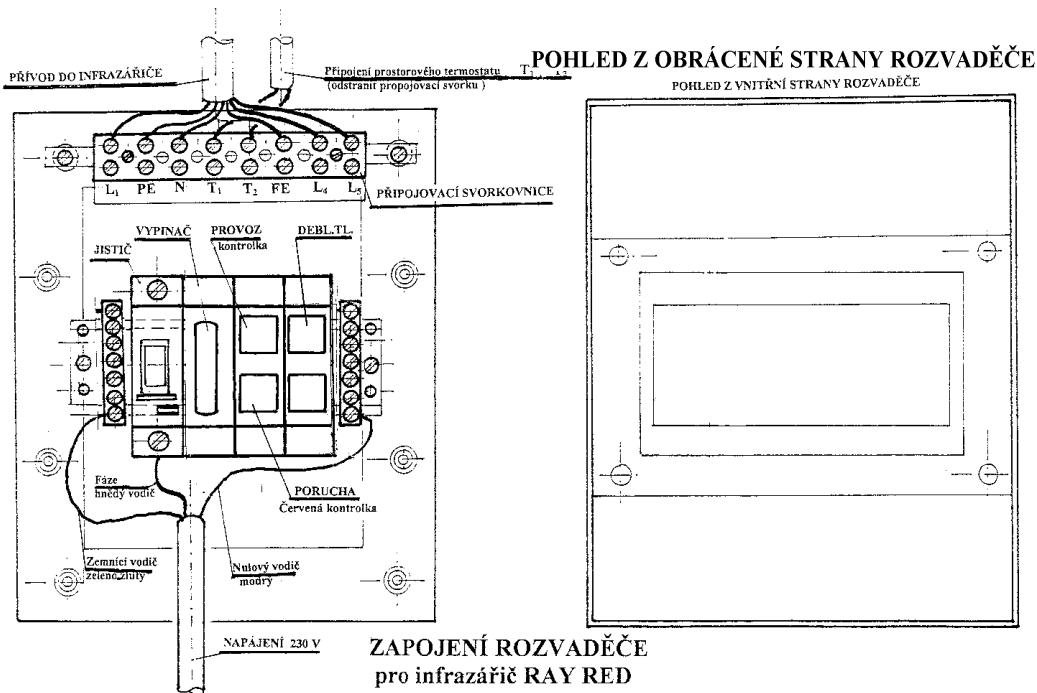 POHLED Z OBRÁCENÉ STRANY ROZVADĚČE
POHLED Z VNITŘNÍ STRANY ROZVADĚČE
PŘÍVOD DO INFRAZÁŘIČE
Připojení prostorového termostatu
(odstranit propojovací svorku )
L₁ PE N T₁ T₂ FE L₄ L₅
PŘIPOJOVACÍ SVORKOVNICE
VYPINAČ
PROVOZ
kontrolka
DEBL.TL.
JISTIČ
Fáze
hnědý vodič
PORUCHA
Červená kontrolka
Zemnící vodič
zeleno.žlutý
Nulový vodič
modrý
NAPÁJENÍ 230 V
ZAPOJENÍ ROZVADĚČE
pro infrazářič RAY RED